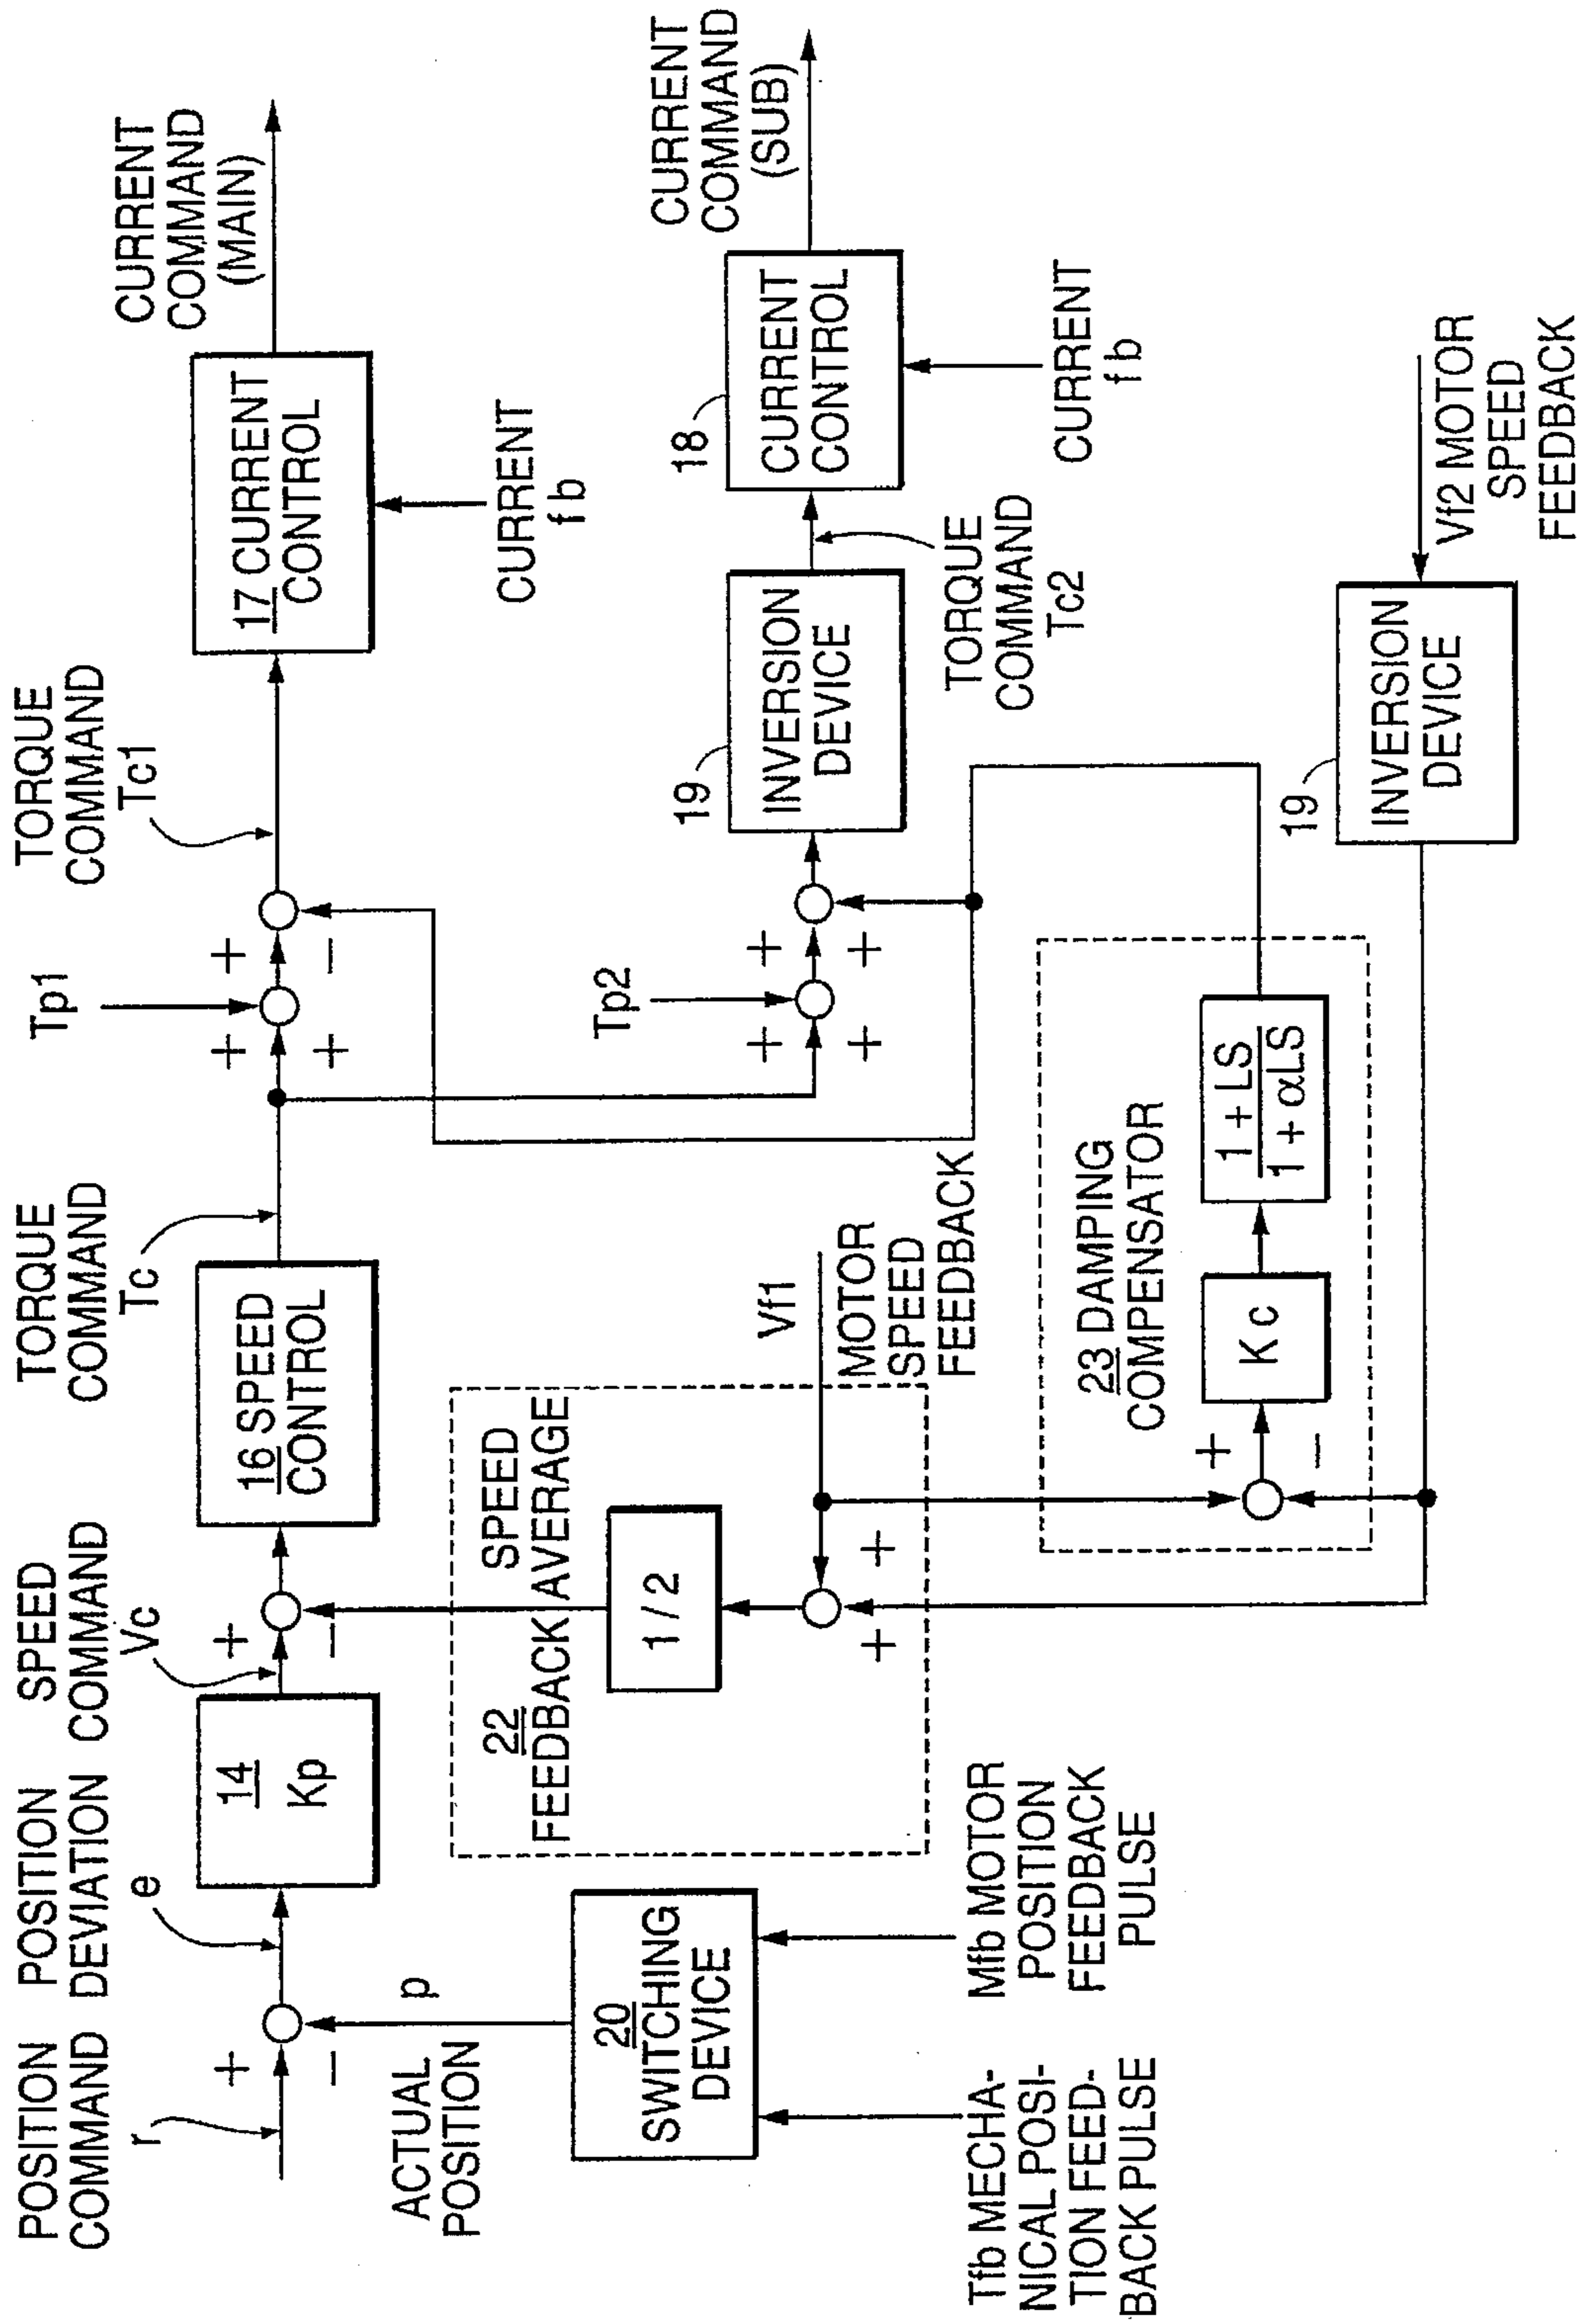 POSITION
COMMAND
r
+
−
POSITION
DEVIATION
e
ACTUAL
POSITION
p
20
SWITCHING
DEVICE
Tfb MECHA-
NICAL POSI-
TION FEED-
BACK PULSE
Mfb MOTOR
POSITION
FEEDBACK
PULSE
14
Kp
SPEED
COMMAND
Vc
+
−
16 SPEED
CONTROL
22 SPEED
FEEDBACK AVERAGE
1/2
+
+
Vf1
MOTOR
SPEED
FEEDBACK
TORQUE
COMMAND
Tc
Tp1
+
+
+
−
TORQUE
COMMAND
Tc1
17 CURRENT
CONTROL
CURRENT
fb
CURRENT
COMMAND
(MAIN)
Tp2
+
+
+
+
19
INVERSION
DEVICE
TORQUE
COMMAND
Tc2
18
CURRENT
CONTROL
CURRENT
fb
CURRENT
COMMAND
(SUB)
23 DAMPING
COMPENSATOR
+
−
Kc
1 + LS
1 + αLS
19
INVERSION
DEVICE
Vf2 MOTOR
SPEED
FEEDBACK